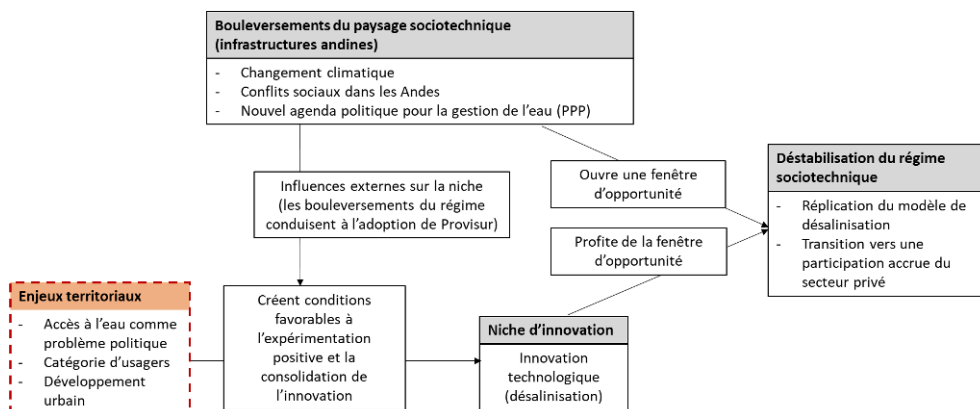 Bouleversements du paysage sociotechnique
(infrastructures andines)
- Changement climatique
- Conflits sociaux dans les Andes
- Nouvel agenda politique pour la gestion de l'eau (PPP)
Influences externes sur la niche
(les bouleversements du régime
conduisent à l'adoption de Provisur)
Ouvre une fenêtre
d'opportunité
Profite de la fenêtre
d'opportunité
Déstabilisation du régime
sociotechnique
- Réplication du modèle de
désalinisation
- Transition vers une
participation accrue du
secteur privé
Enjeux territoriaux
- Accès à l'eau comme
problème politique
- Catégorie d'usagers
- Développement
urbain
Créent conditions
favorables à
l'expérimentation
positive et la
consolidation de
l'innovation
Niche d'innovation
Innovation
technologique
(désalinisation)